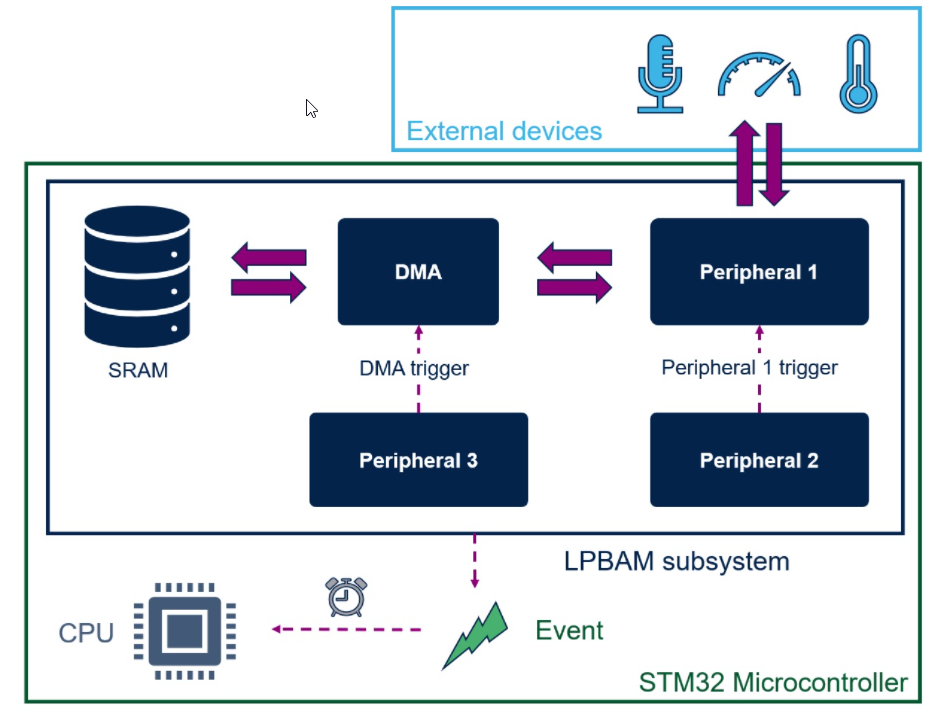 External devices
DMA
Peripheral 1
SRAM
DMA trigger
Peripheral 1 trigger
Peripheral 3
Peripheral 2
LPBAM subsystem
CPU
Event
STM32 Microcontroller